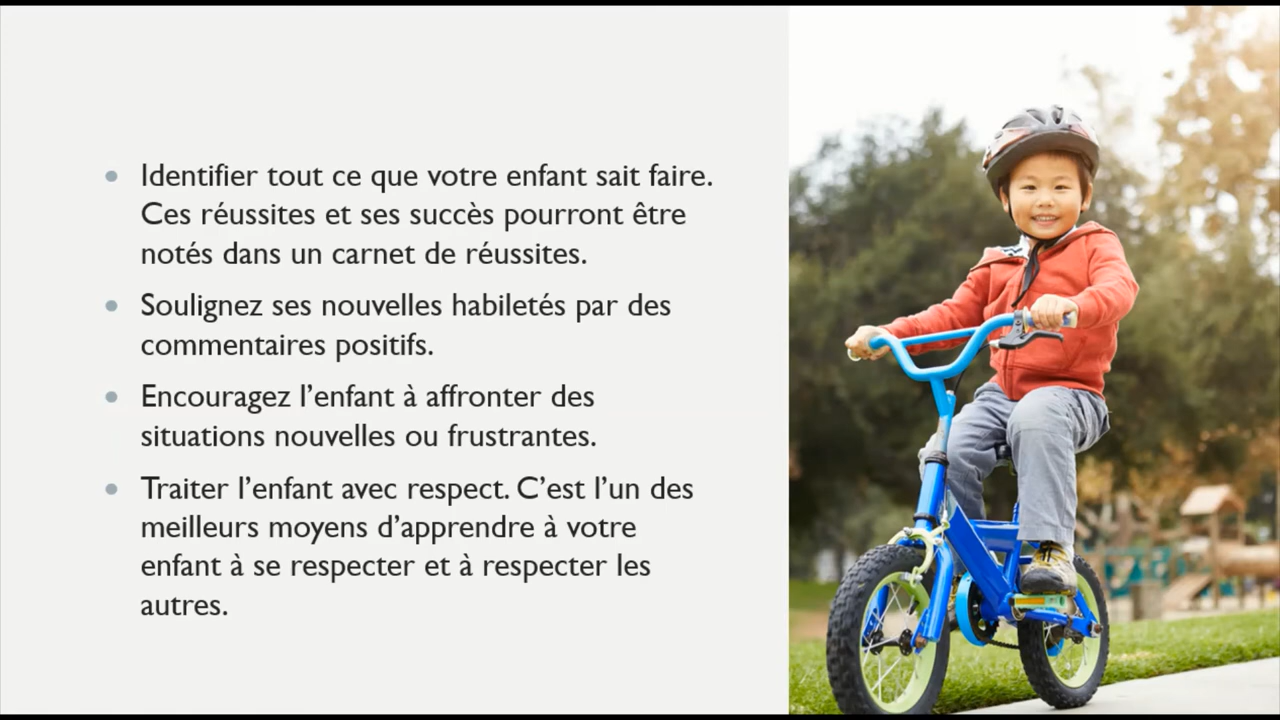 • Identifier tout ce que votre enfant sait faire.
Ces réussites et ses succès pourront être
notés dans un carnet de réussites.
• Soulignez ses nouvelles habiletés par des
commentaires positifs.
• Encouragez l’enfant à affronter des
situations nouvelles ou frustrantes.
• Traiter l’enfant avec respect. C’est l’un des
meilleurs moyens d’apprendre à votre
enfant à se respecter et à respecter les
autres.